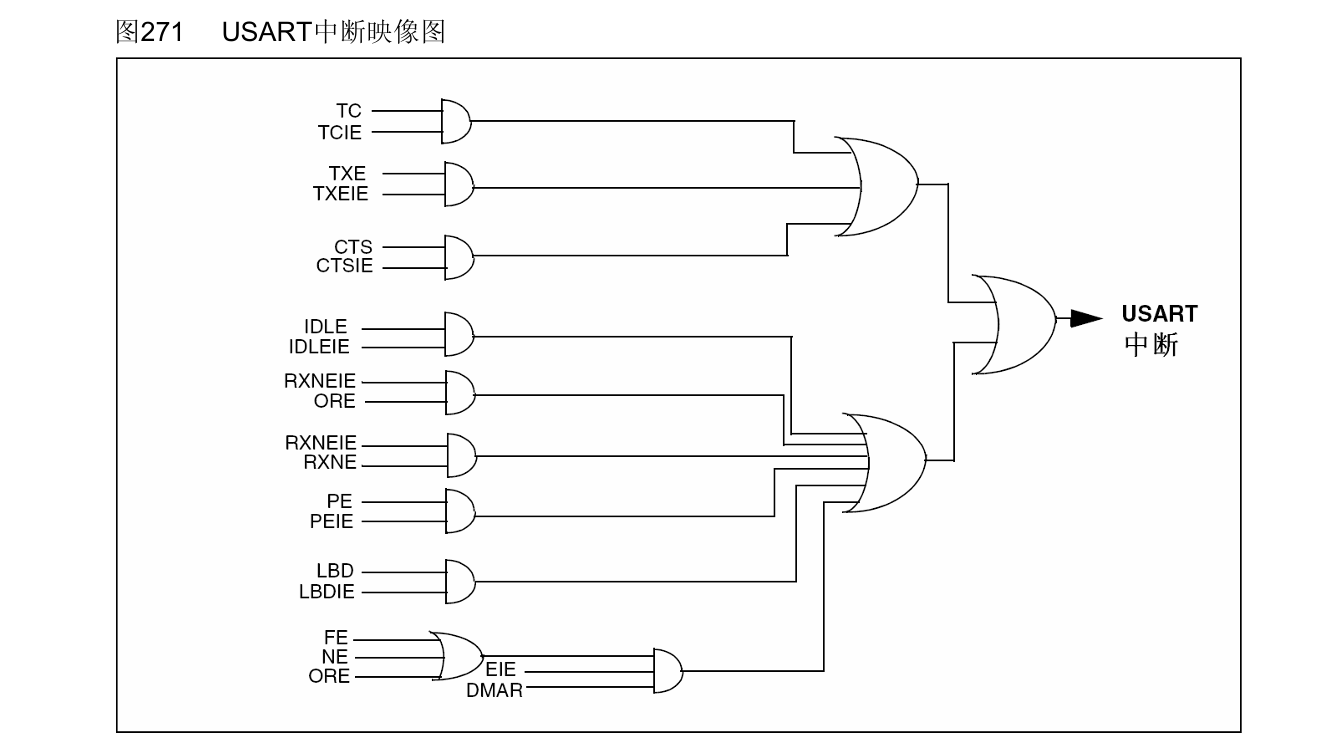 图271 USART中断映像图
TC
TCIE
TXE
TXEIE
CTS
CTSIE
IDLE
IDLEIE
RXNEIE
ORE
RXNEIE
RXNE
PE
PEIE
LBD
LBDIE
FE
NE
ORE
EIE
DMAR
USART
中断